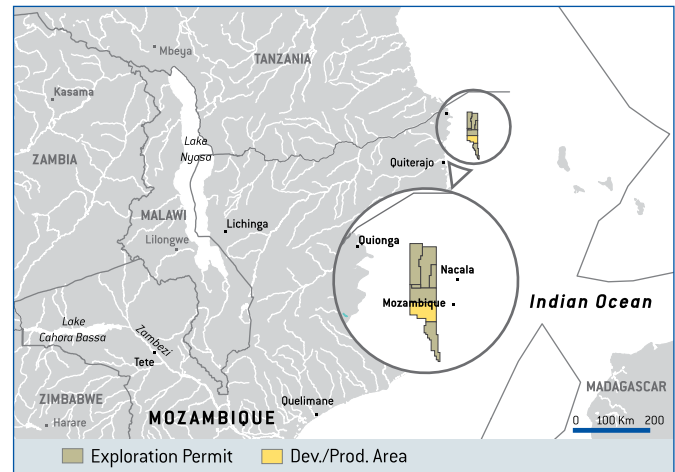 Mbeya
TANZANIA
Kasama
Lake
Nyasa
ZAMBIA
Quiterajo
MALAWI
Lichinga
Lilongwe
Quionga
Nacala
Mozambique
Indian Ocean
Lake
Cahora Bassa
Zambezi
Tete
MADAGASCAR
ZIMBABWE
Quelimane
Harare
MOZAMBIQUE
0 100 Km 200
Exploration Permit
Dev./Prod. Area